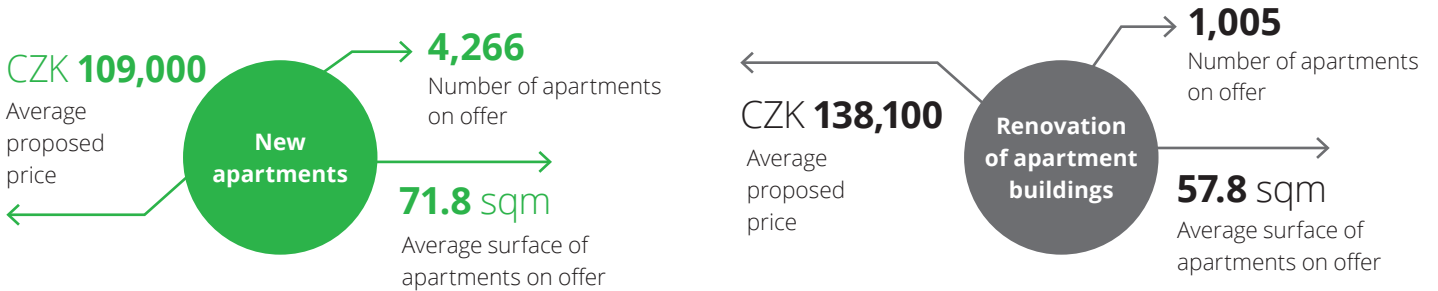 CZK 109,000
Average
proposed
price
New
apartments
4,266
Number of apartments
on offer
71.8 sqm
Average surface of
apartments on offer
CZK 138,100
Average
proposed
price
Renovation
of apartment
buildings
1,005
Number of apartments
on offer
57.8 sqm
Average surface of
apartments on offer